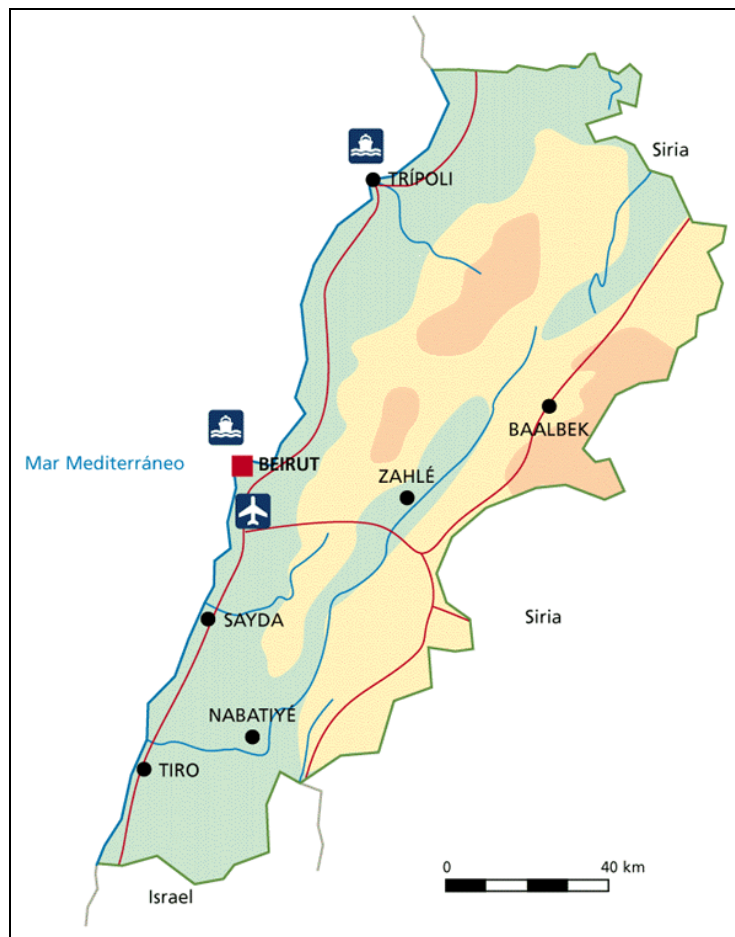 Siria
TRÍPOLI
BAALBEK
Mar Mediterráneo
BEIRUT
ZAHLÉ
SAYDA
Siria
NABATIYÉ
TIRO
0 40 km
Israel